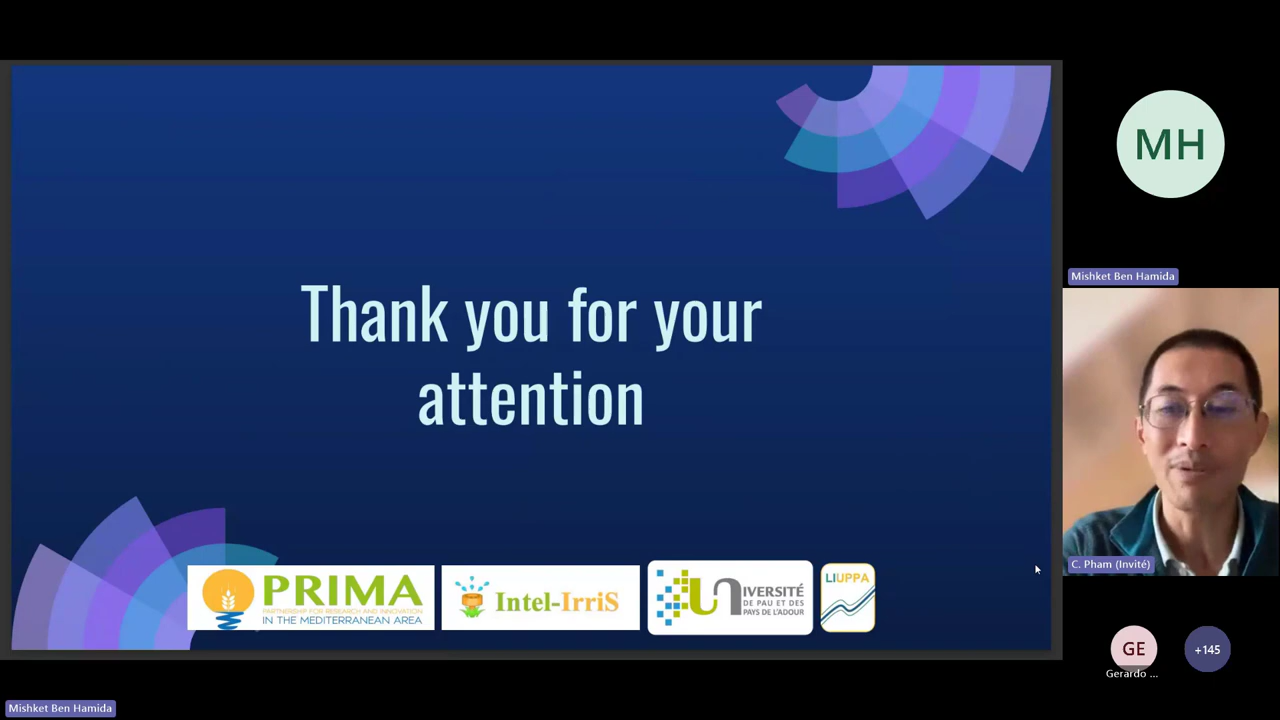 Thank you for your
attention
PRIMA
PARTNERSHIP FOR RESEARCH AND INNOVATION
IN THE MEDITERRANEAN AREA
Intel-IrriS
UNIVERSITÉ
DE PAU ET DES
PAYS DE L'ADOUR
LIUPPA
MH
Mishket Ben Hamida
C. Pham (Invité)
GE
Gerardo ...
+145
Mishket Ben Hamida